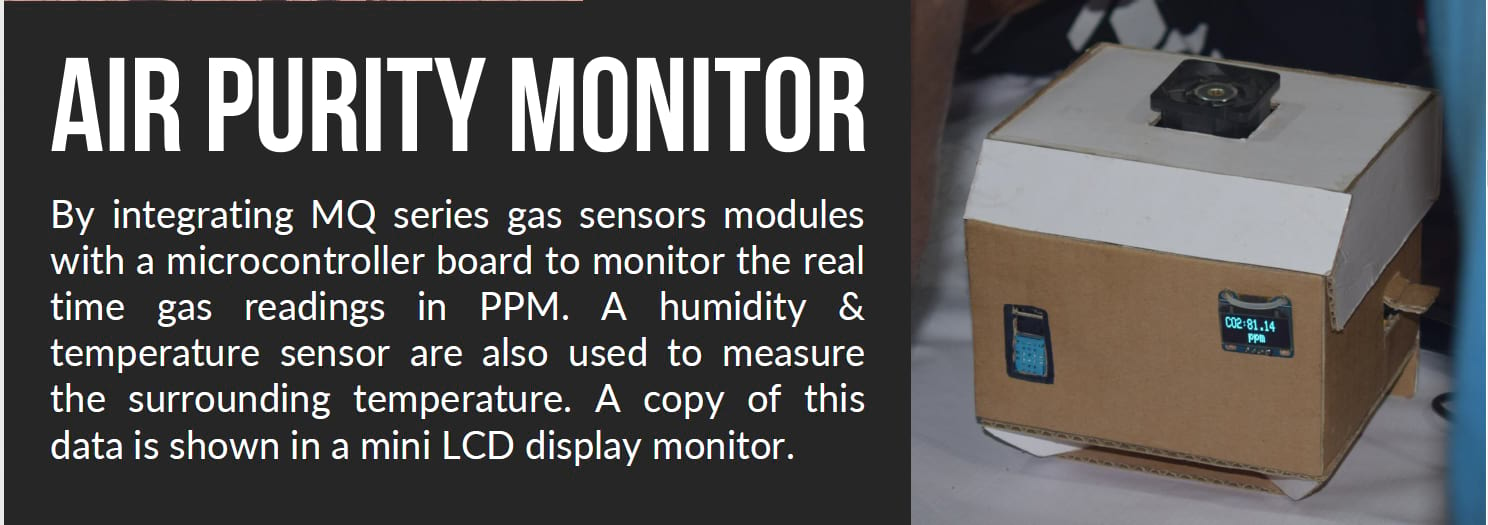 AIR PURITY MONITOR
By integrating MQ series gas sensors modules
with a microcontroller board to monitor the real
time gas readings in PPM. A humidity &
temperature sensor are also used to measure
the surrounding temperature. A copy of this
data is shown in a mini LCD display monitor.
CO2:81.14
ppm